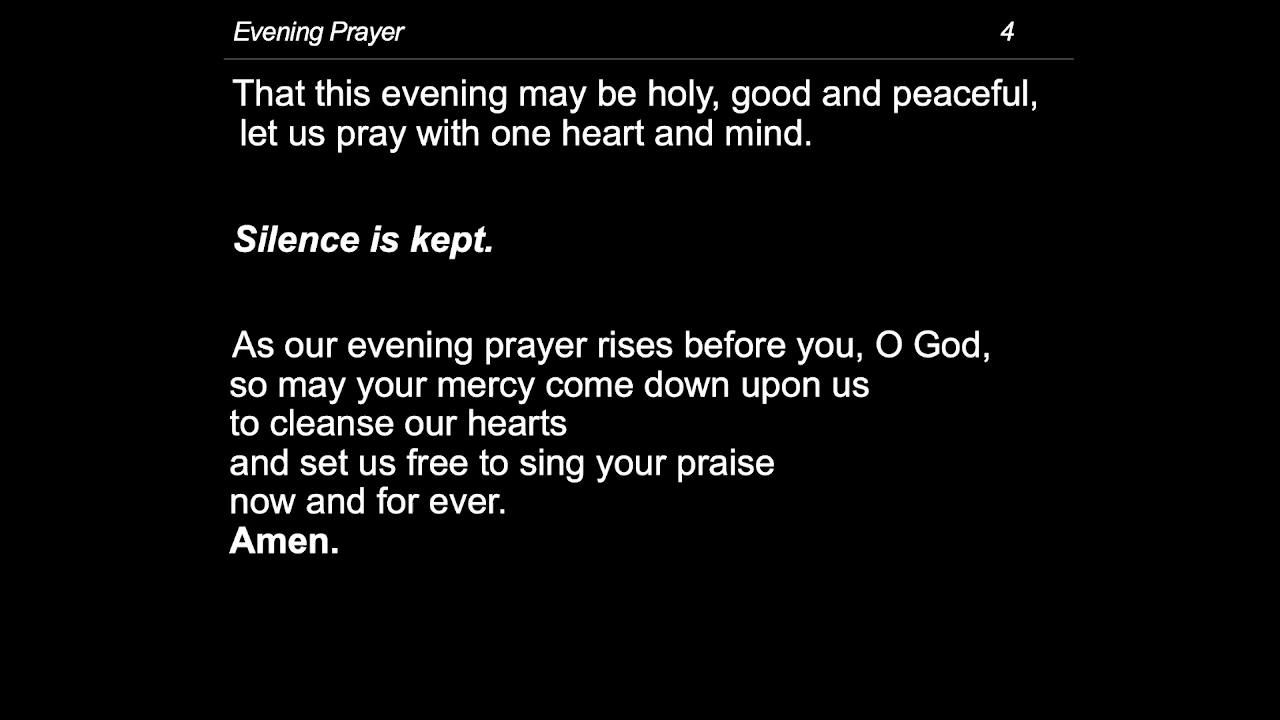 Evening Prayer 4
That this evening may be holy, good and peaceful,
let us pray with one heart and mind.
Silence is kept.
As our evening prayer rises before you, O God,
so may your mercy come down upon us
to cleanse our hearts
and set us free to sing your praise
now and for ever.
Amen.